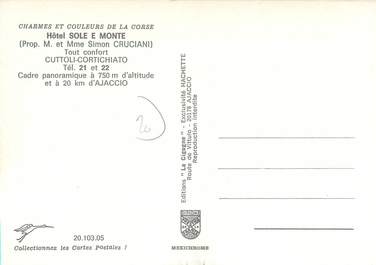 CHARMES ET COULEURS DE LA CORSE
Hôtel SOLE E MONTE
(Prop. M. et Mme Simon CRUCIANI)
Tout confort
CUTTOLI-CORTICHIATO
Tél. 21 et 22
Cadre panoramique à 750 m d'altitude
et à 20 km d'AJACCIO
20
Editions "La Cigogne" - Exclusivité HACHETTE
Route de Vittulo - 20178 AJACCIO
Reproduction interdite
MEXICHROME
20.103.05
Collectionnez les Cartes Postales !